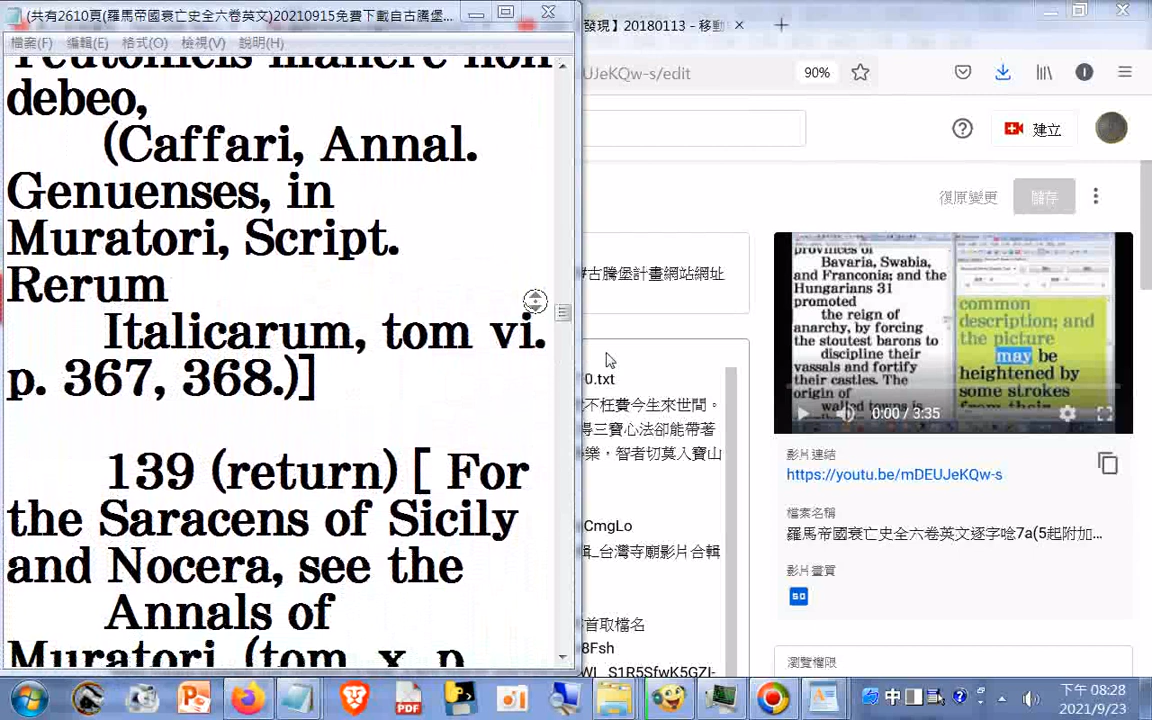 (共有2610頁(羅馬帝國衰亡史全六卷英文)20210915免費下載自古騰堡...
檔案(F) 編輯(E) 格式(O) 檢視(V) 說明(H)
Teutonicis manere non
debeo,
(Caffari, Annal.
Genuenses, in
Muratori, Script.
Rerum
Italicarum, tom vi.
p. 367, 368.)]
139 (return) [ For
the Saracens of Sicily
and Nocera, see the
Annals of
Muratori, (tom. x. p.
發現】20180113 - 移動
UJeKQw-s/edit
90%
建立
復原變更
儲存
#古騰堡計畫網站網址
0.txt
不枉費今生來世間。
得三寶心法卻能帶著
樂，智者切莫入寶山
CmgLo
輯_台灣寺廟影片合輯
首取檔名
8Fsh
WI_S1R5SfwK5GZI-
provinces of
Bavaria, Swabia,
and Franconia; and the
Hungarians 31
promoted
the reign of
anarchy, by forcing
the stoutest barons to
discipline their
vassals and fortify
their castles. The
origin of
walled towns is
common
description; and
the picture
may be
heightened by
some strokes
0:00 / 3:35
影片連結
https://youtu.be/mDEUJeKQw-s
檔案名稱
羅馬帝國衰亡史全六卷英文逐字唸7a(5起附加...
影片畫質
SD
瀏覽權限
PDF
中
下午 08:28
2021/9/23